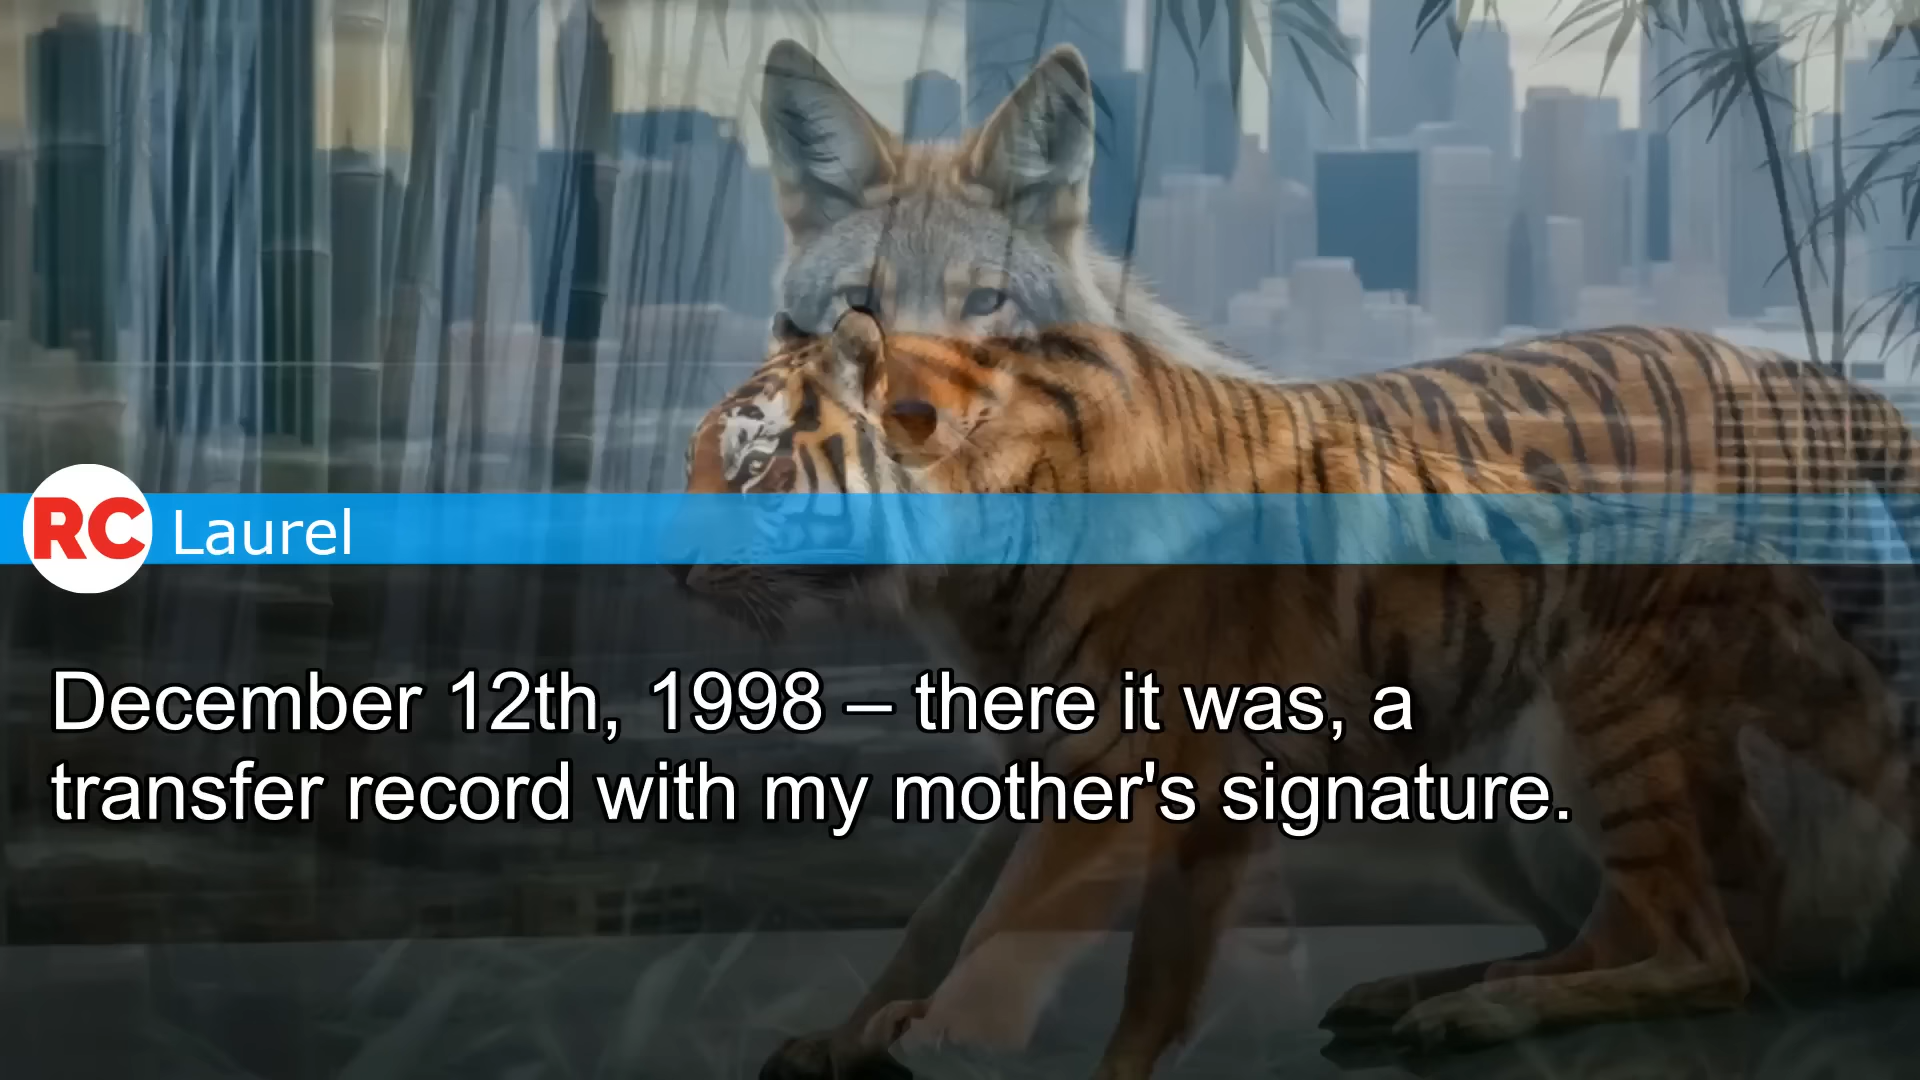 RC Laurel
December 12th, 1998 – there it was, a
transfer record with my mother's signature.